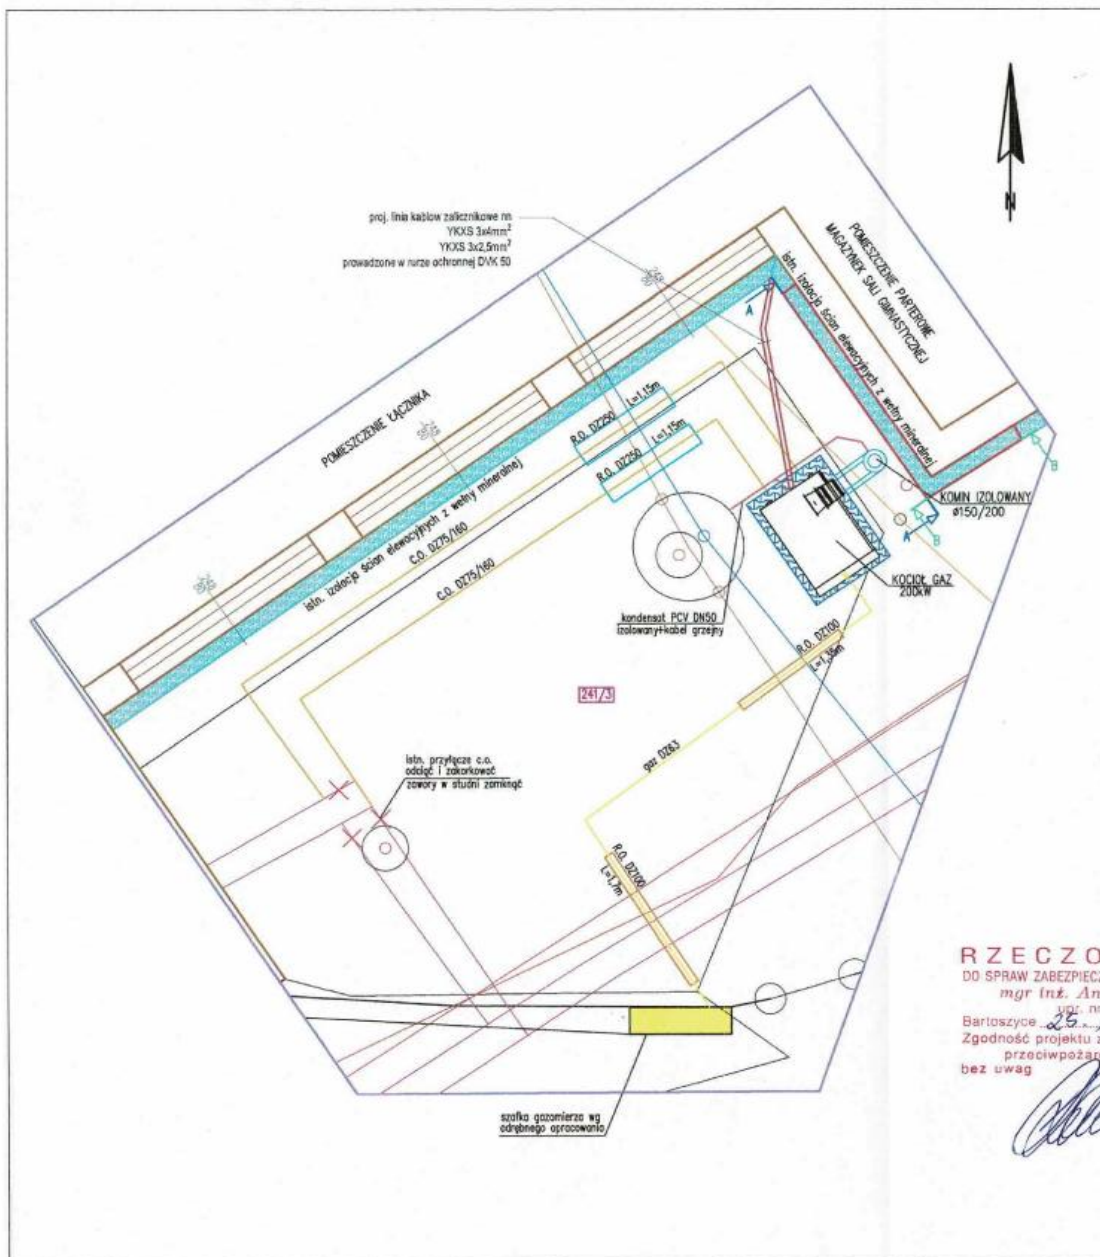 N
proj. linia kablow zalicznikowe nn
YKXS 3x4mm²
YKXS 3x2,5mm²
prowadzone w rurze ochronnej DVK 50
POMIESZCZENIE PARTEROWE
MAGAZYNEK SALI GIMNASTYCZNEJ
istn. izolacja ścian elewacyjnych z wełny mineralnej
A
POMIESZCZENIE ŁĄCZNIKA
R.O. DZ250
L=1,15m
R.O. DZ250
L=1,15m
istn. izolacja ścian elewacyjnych z wełny mineralnej
C.O. DZ75/160
C.O. DZ75/160
B
KOMIN IZOLOWANY
ø150/200
A
B
KOCIOŁ GAZ
200kW
kondensat PCV DN50
izolowany+kabel grzejny
R.O. DZ100
L=1,35m
241/3
gaz DZ63
istn. przyłącze c.o.
odciąć i zakorkować
zawory w studni zamknąć
R.O. DZ100
L=1,7m
szafka gazomierza wg
odrębnego opracowania
RZECZO
DO SPRAW ZABEZPIECZ
mgr inż. An
upr. nr
Bartoszyce 25.
Zgodność projektu z
przeciwpożar
bez uwag